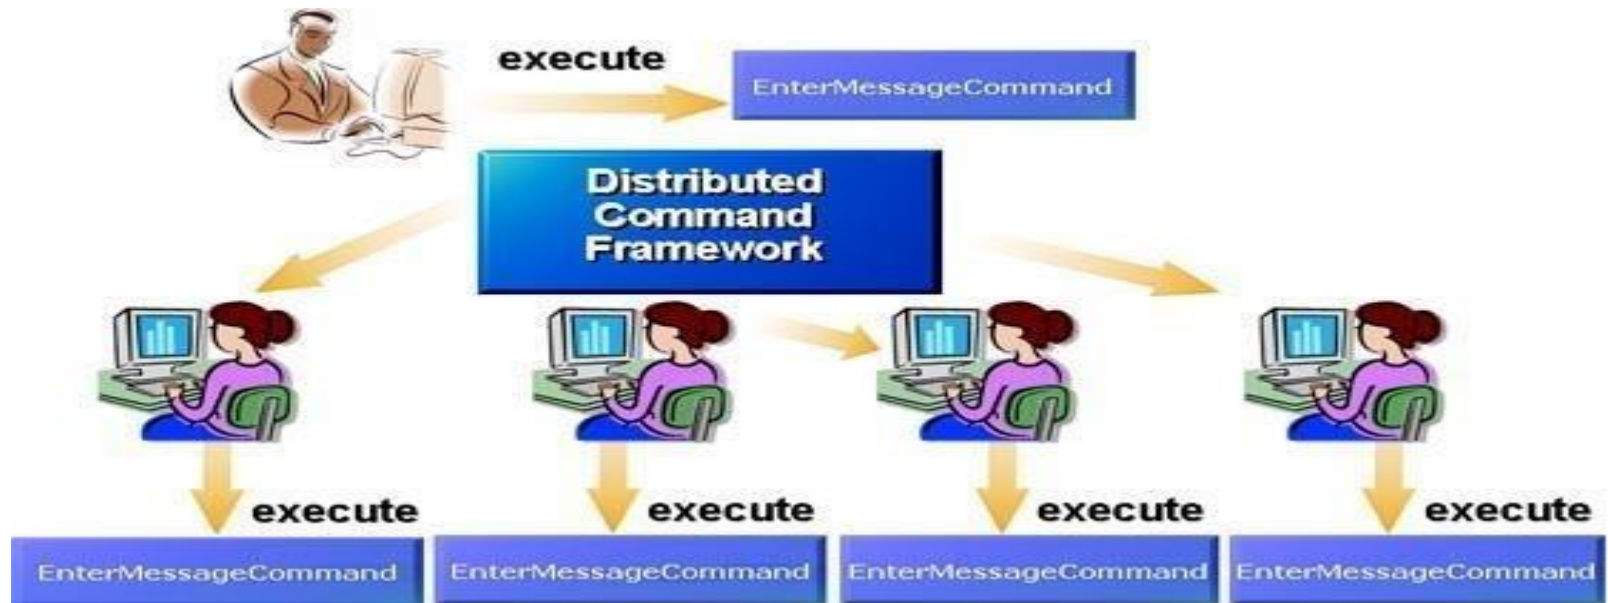 execute
EnterMessageCommand
Distributed
Command
Framework
execute
execute
execute
execute
EnterMessageCommand
EnterMessageCommand
EnterMessageCommand
EnterMessageCommand